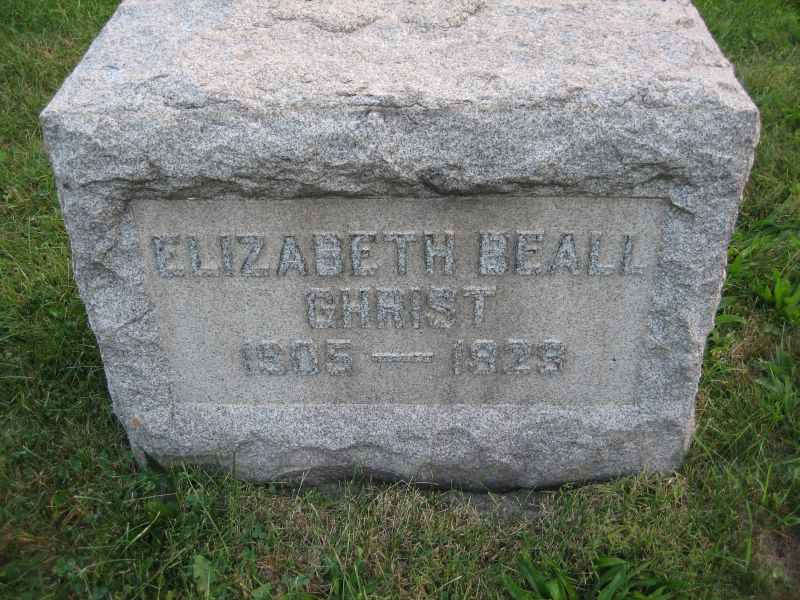 ELIZABETH BEALL
CHRIST
1905 — 1929